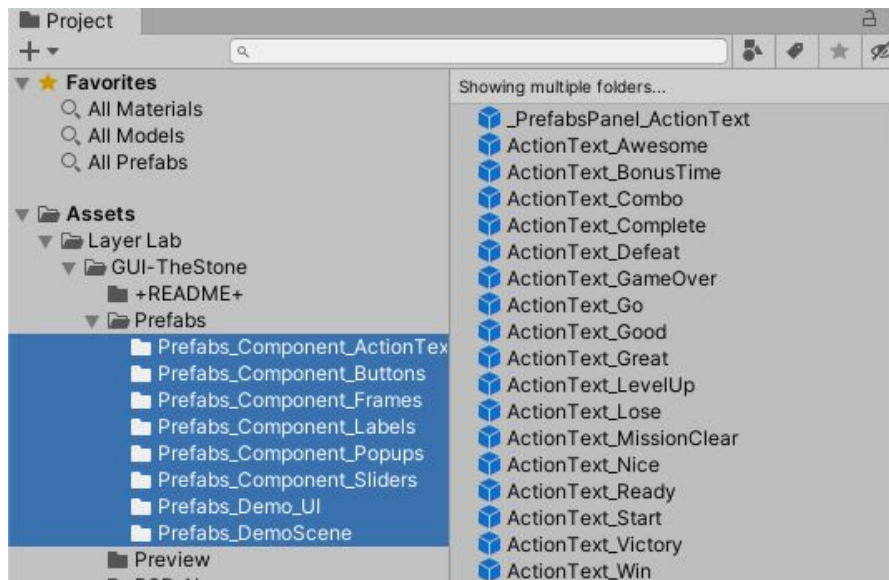 Project
Favorites
All Materials
All Models
All Prefabs
Assets
Layer Lab
GUI-TheStone
+README+
Prefabs
Prefabs_Component_ActionTex
Prefabs_Component_Buttons
Prefabs_Component_Frames
Prefabs_Component_Labels
Prefabs_Component_Popups
Prefabs_Component_Sliders
Prefabs_Demo_UI
Prefabs_DemoScene
Preview
Showing multiple folders...
_PrefabsPanel_ActionText
ActionText_Awesome
ActionText_BonusTime
ActionText_Combo
ActionText_Complete
ActionText_Defeat
ActionText_GameOver
ActionText_Go
ActionText_Good
ActionText_Great
ActionText_LevelUp
ActionText_Lose
ActionText_MissionClear
ActionText_Nice
ActionText_Ready
ActionText_Start
ActionText_Victory
ActionText_Win